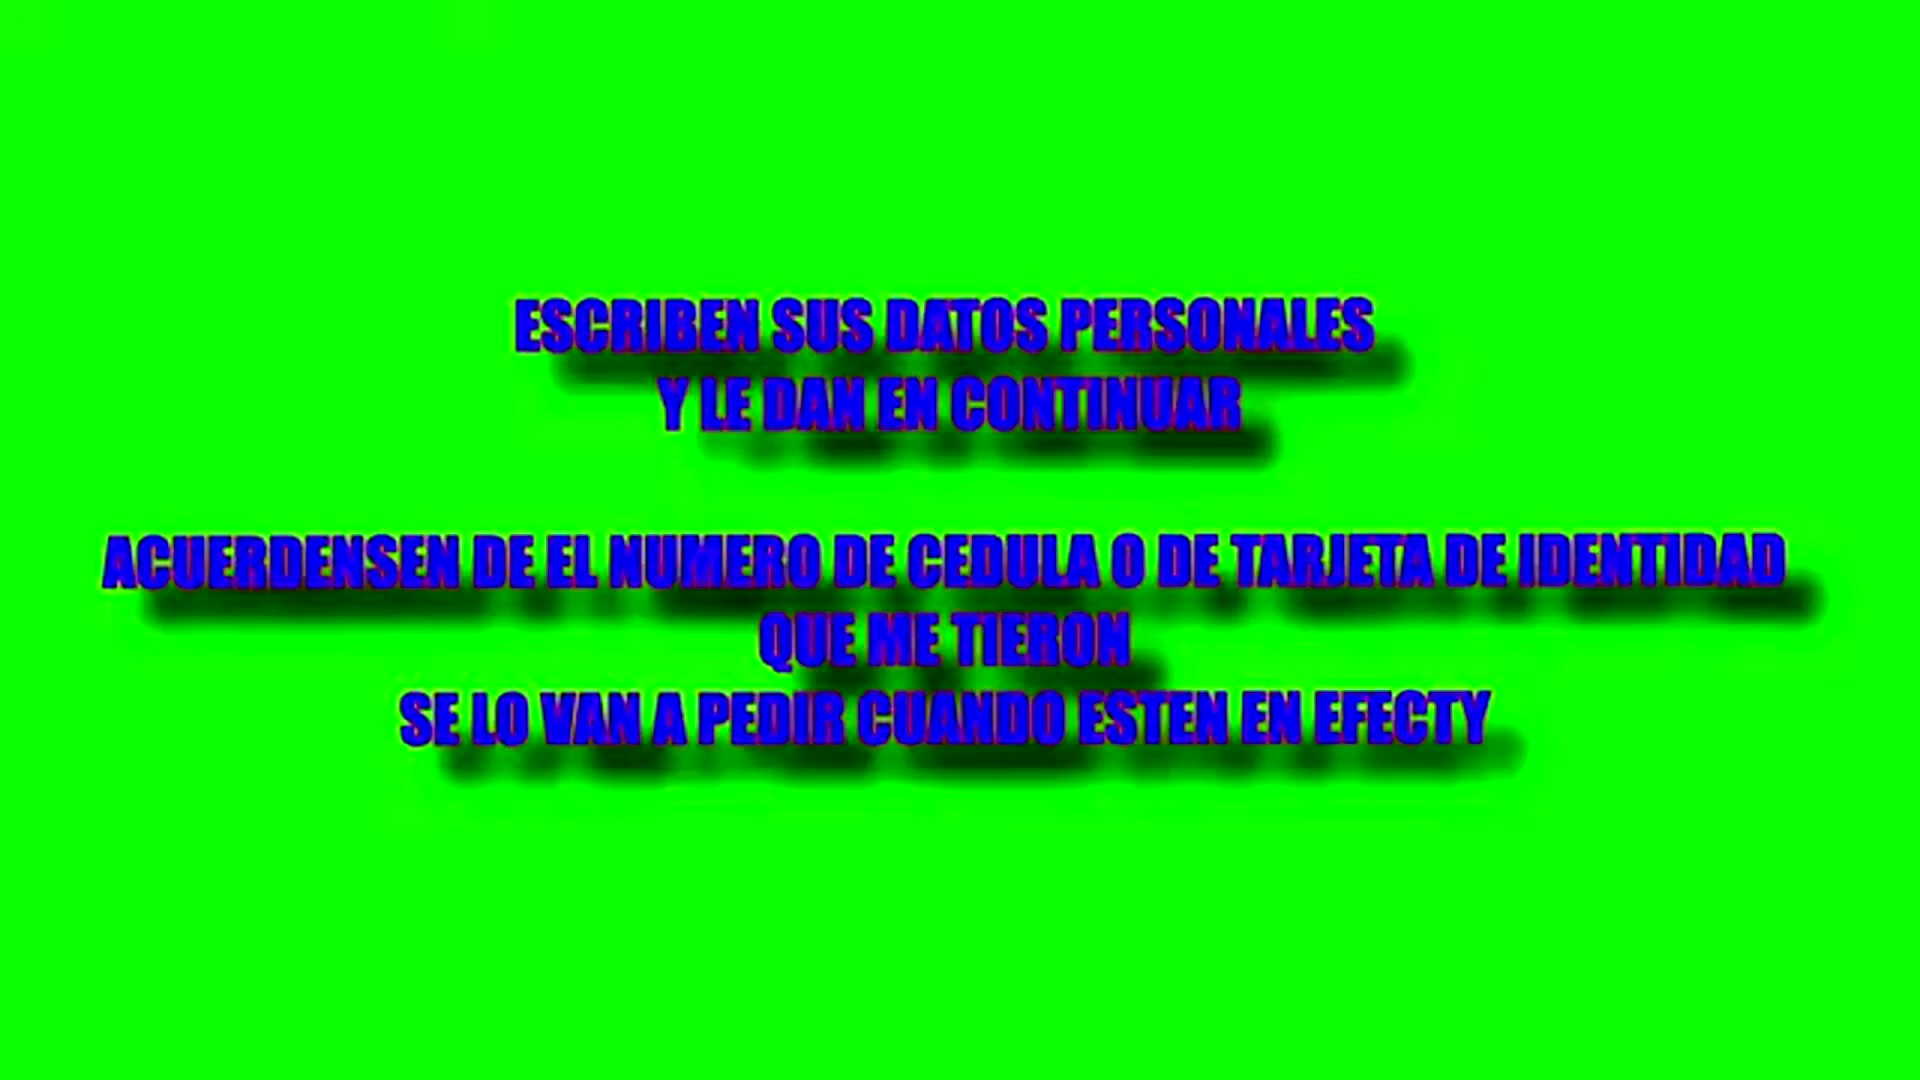 ESCRIBEN SUS DATOS PERSONALES
Y LE DAN EN CONTINUAR
ACUERDENSEN DE EL NUMERO DE CEDULA O DE TARJETA DE IDENTIDAD
QUE ME TIERON
SE LO VAN A PEDIR CUANDO ESTEN EN EFECTY